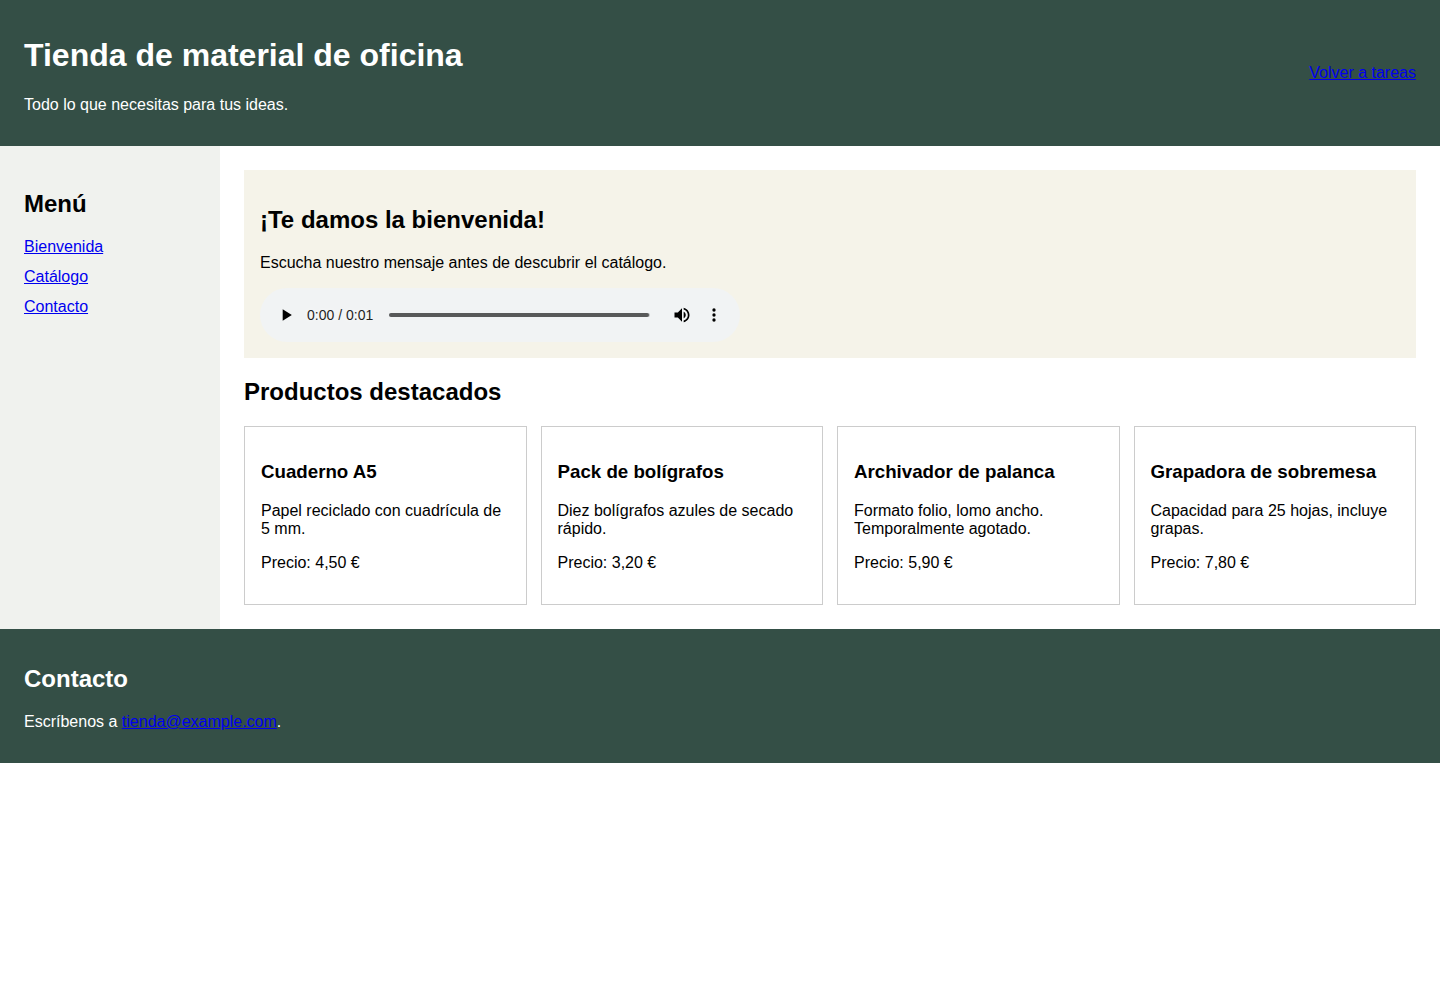 Tienda de material de oficina
Todo lo que necesitas para tus ideas.
Volver a tareas
Menú
Bienvenida
Catálogo
Contacto
¡Te damos la bienvenida!
Escucha nuestro mensaje antes de descubrir el catálogo.
0:00 / 0:01
Productos destacados
Cuaderno A5
Papel reciclado con cuadrícula de
5 mm.
Precio: 4,50 €
Pack de bolígrafos
Diez bolígrafos azules de secado
rápido.
Precio: 3,20 €
Archivador de palanca
Formato folio, lomo ancho.
Temporalmente agotado.
Precio: 5,90 €
Grapadora de sobremesa
Capacidad para 25 hojas, incluye
grapas.
Precio: 7,80 €
Contacto
Escríbenos a tienda@example.com.